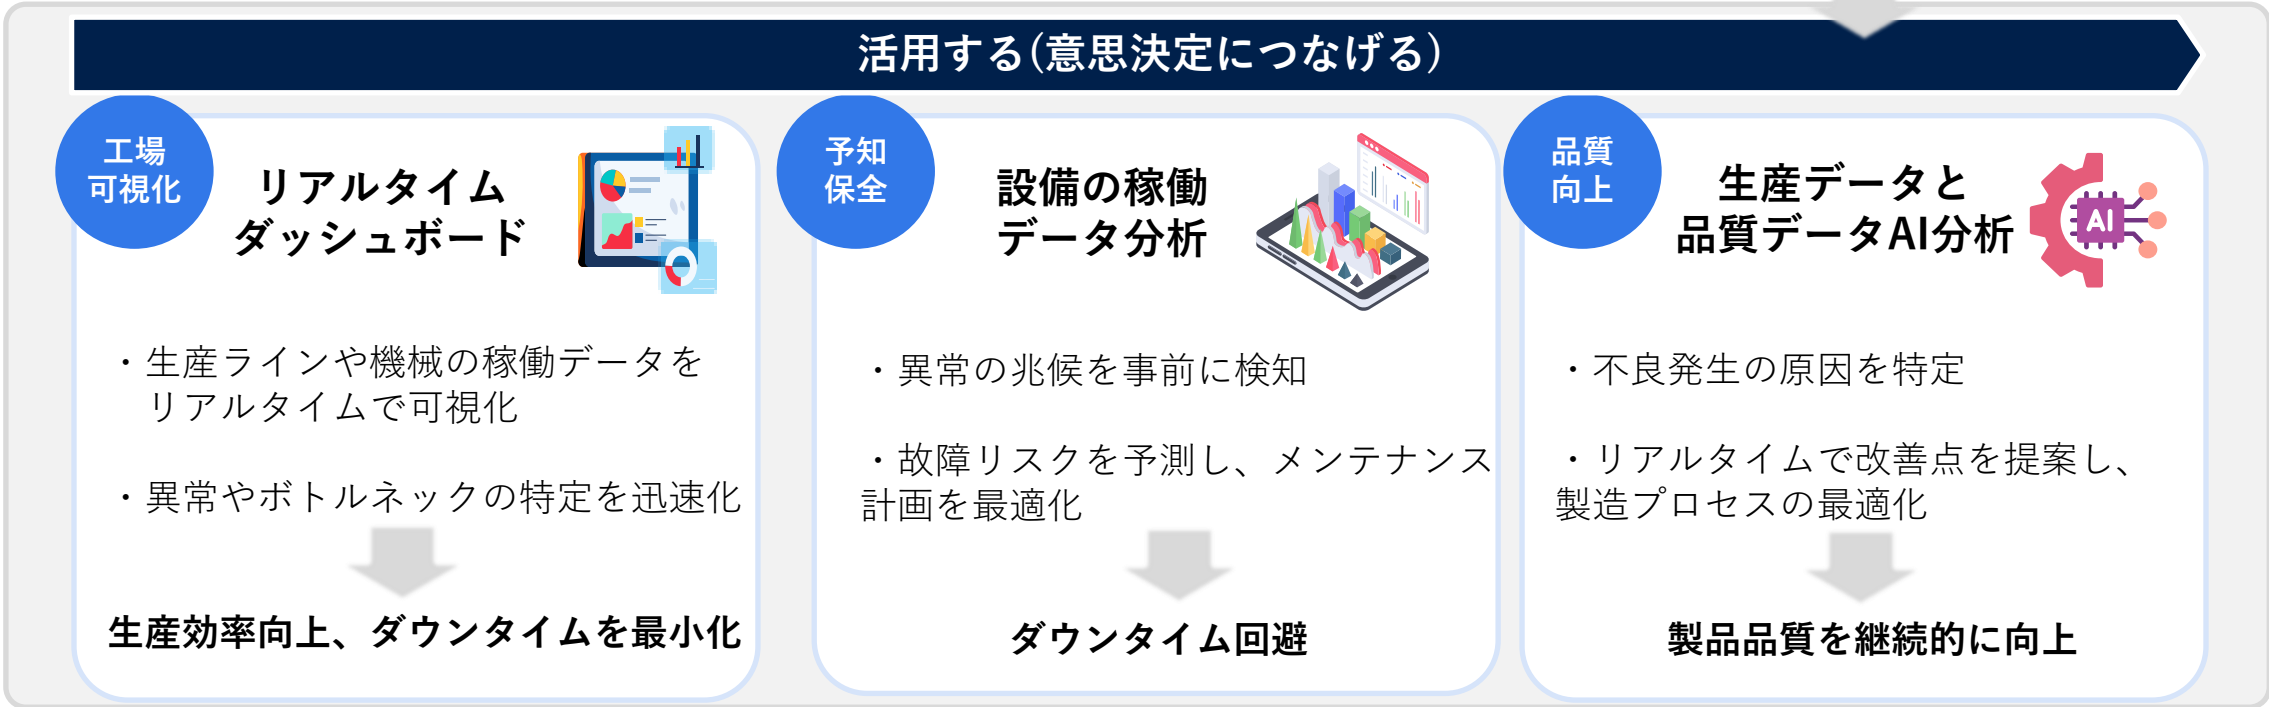 活用する(意思決定につなげる)
工場
可視化
リアルタイム
ダッシュボード
・生産ラインや機械の稼働データを
リアルタイムで可視化
・異常やボトルネックの特定を迅速化
生産効率向上、ダウンタイムを最小化
予知
保全
設備の稼働
データ分析
・異常の兆候を事前に検知
・故障リスクを予測し、メンテナンス
計画を最適化
ダウンタイム回避
品質
向上
生産データと
品質データAI分析
AI
・不良発生の原因を特定
・リアルタイムで改善点を提案し、
製造プロセスの最適化
製品品質を継続的に向上